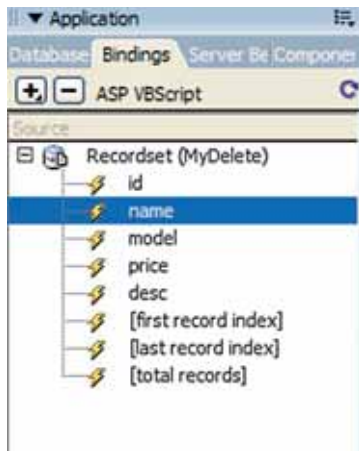 Application
Database Bindings Server Be Componen
ASP VBScript
Source
Recordset (MyDelete)
id
name
model
price
desc
[first record index]
[last record index]
[total records]